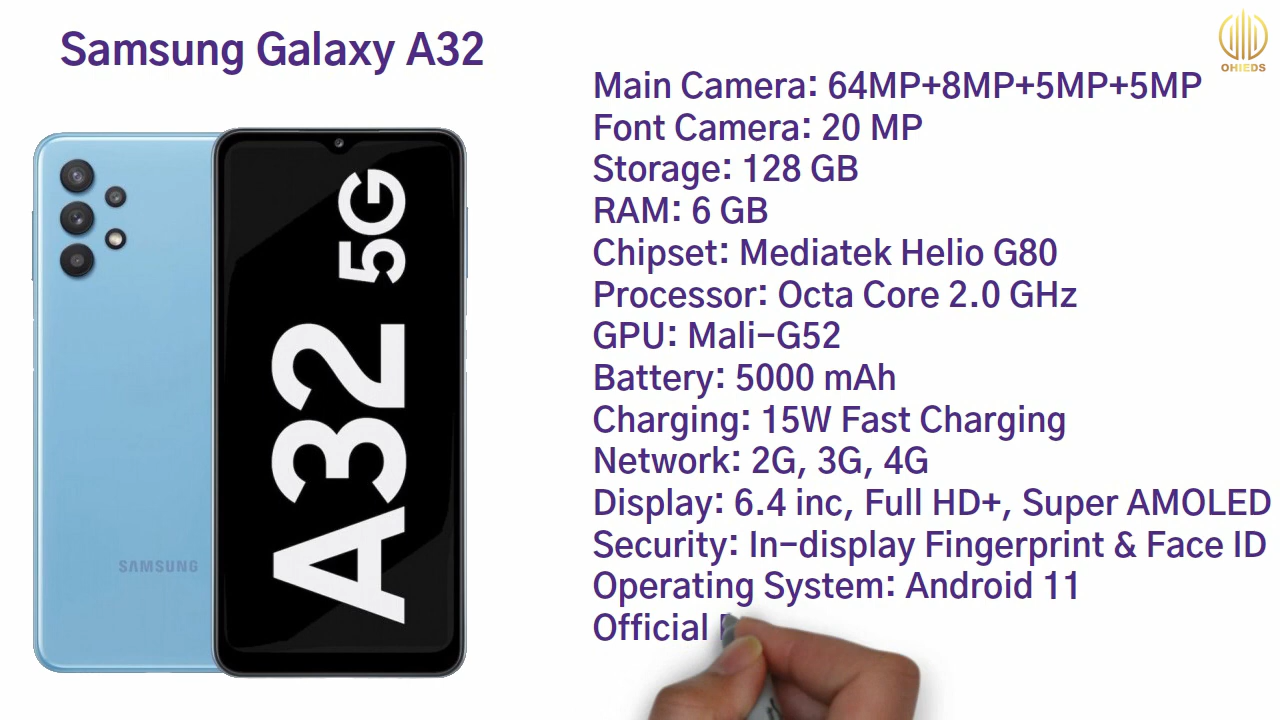 Samsung Galaxy A32
OHIEDS
Main Camera: 64MP+8MP+5MP+5MP
Font Camera: 20 MP
Storage: 128 GB
RAM: 6 GB
Chipset: Mediatek Helio G80
Processor: Octa Core 2.0 GHz
GPU: Mali-G52
Battery: 5000 mAh
Charging: 15W Fast Charging
Network: 2G, 3G, 4G
Display: 6.4 inc, Full HD+, Super AMOLED
Security: In-display Fingerprint & Face ID
Operating System: Android 11
Official
A32 5G
SAMSUNG